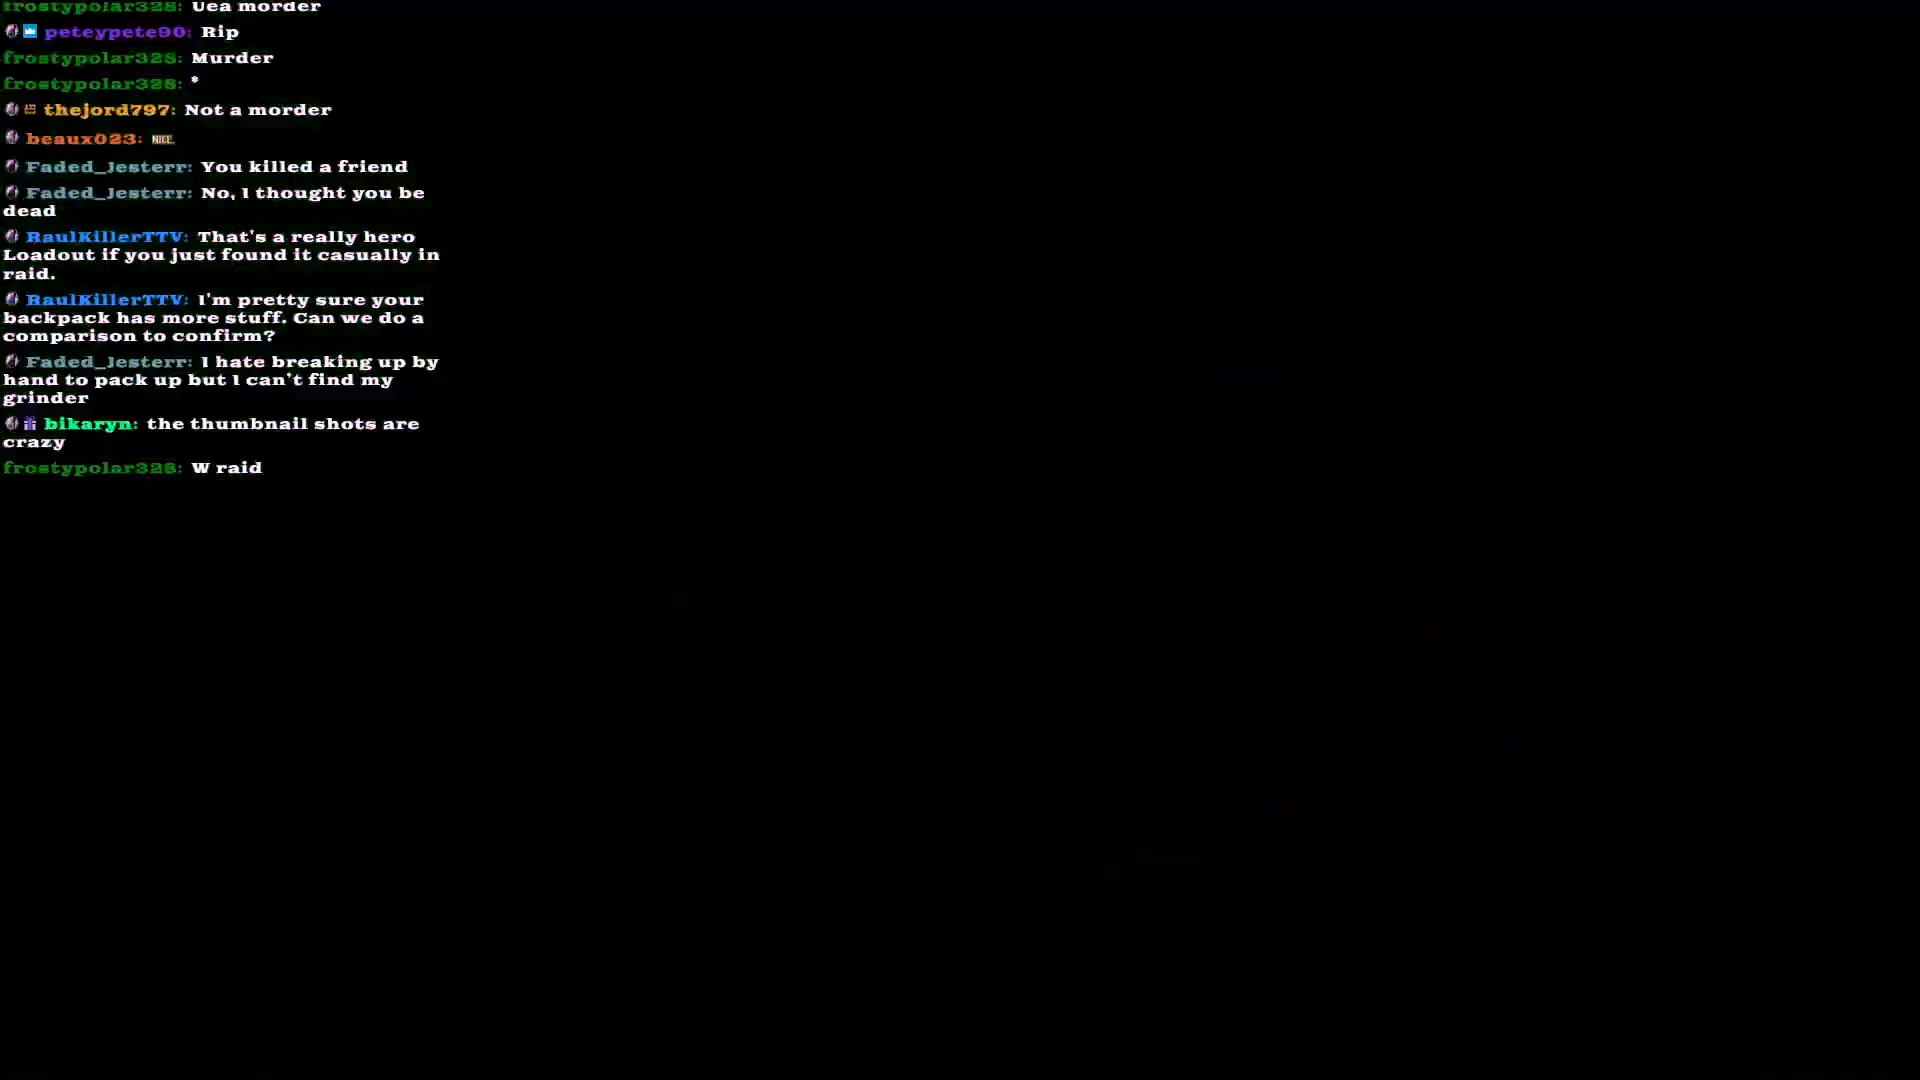 frostypolar328: Uea morder
peteypete90: Rip
frostypolar328: Murder
frostypolar328: *
thejord797: Not a morder
beaux023: NICE
Faded_Jesterr: You killed a friend
Faded_Jesterr: No, I thought you be
dead
RaulKillerTTV: That's a really hero
Loadout if you just found it casually in
raid.
RaulKillerTTV: I'm pretty sure your
backpack has more stuff. Can we do a
comparison to confirm?
Faded_Jesterr: I hate breaking up by
hand to pack up but I can't find my
grinder
bikaryn: the thumbnail shots are
crazy
frostypolar328: W raid